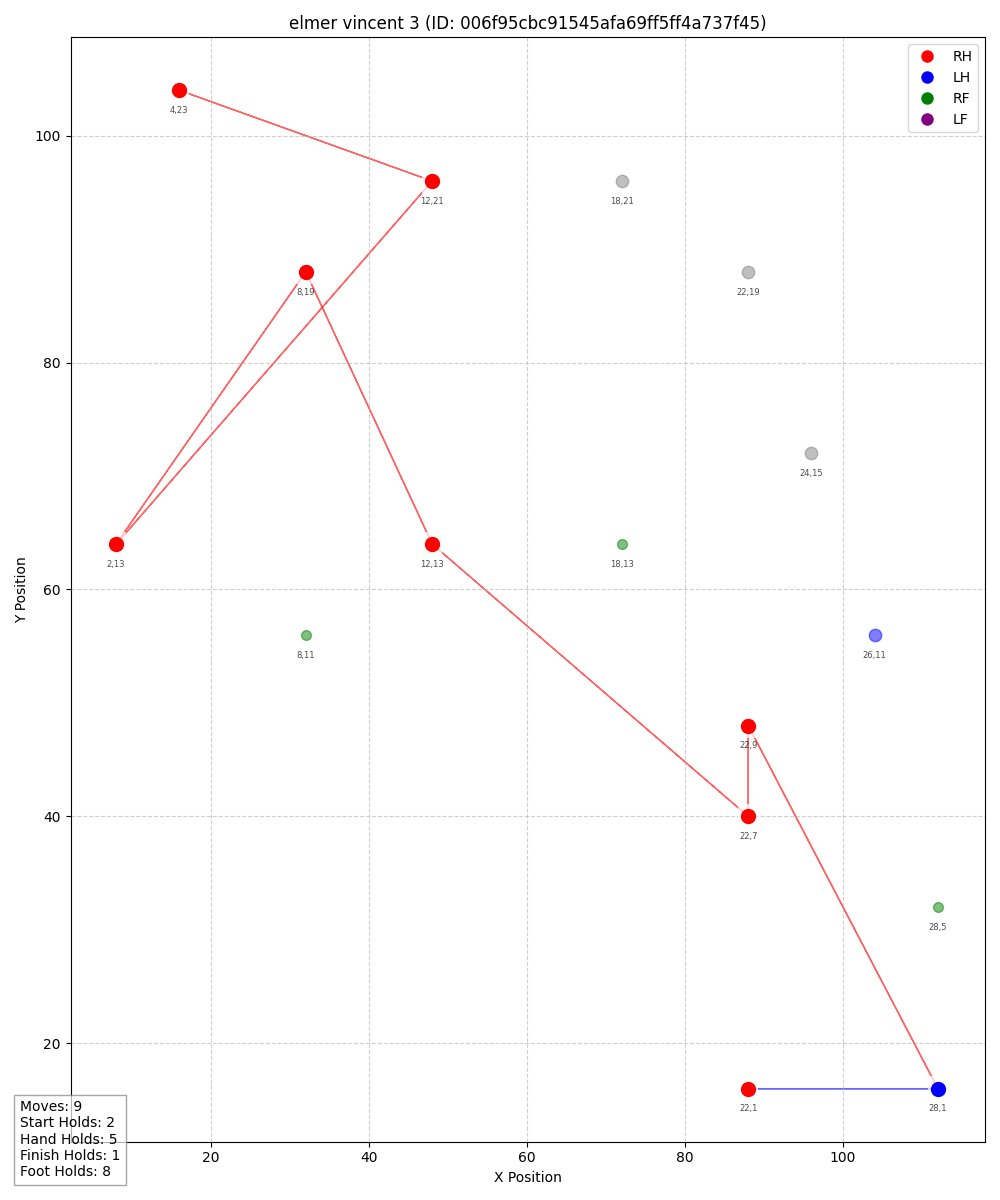 elmer vincent 3 (ID: 006f95cbc91545afa69ff5ff4a737f45)
RH
LH
RF
LF
4,23
12,21
18,21
8,19
22,19
24,15
2,13
12,13
18,13
8,11
26,11
22,9
22,7
28,5
22,1
28,1
100
80
60
40
20
Y Position
20
40
60
80
100
X Position
Moves: 9
Start Holds: 2
Hand Holds: 5
Finish Holds: 1
Foot Holds: 8